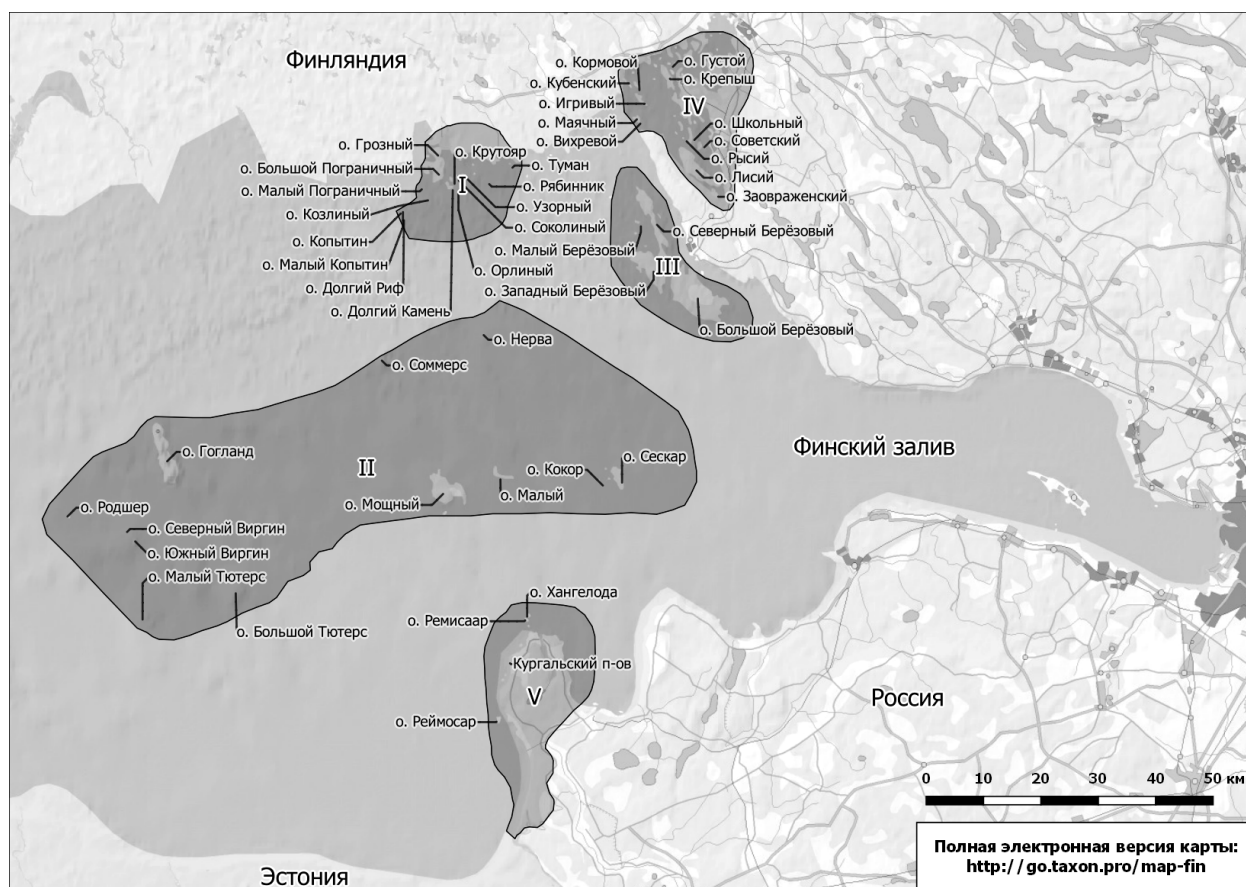 Финляндия
о. Кормовой
о. Густой
о. Кубенский
о. Крепыш
о. Игривый
IV
о. Маячный
о. Школьный
о. Вихревой
о. Советский
о. Рысий
о. Лисий
о. Заовраженский
о. Грозный
о. Крутояр
о. Большой Пограничный
о. Туман
I
о. Малый Пограничный
о. Рябинник
о. Козлиный
о. Узорный
о. Соколиный
о. Копытин
о. Малый Копытин
о. Орлиный
о. Долгий Риф
о. Долгий Камень
о. Северный Берёзовый
о. Малый Берёзовый
III
о. Западный Берёзовый
о. Большой Берёзовый
о. Нерва
о. Соммерс
о. Гогланд
II
о. Сескар
о. Кокор
о. Мощный
о. Малый
о. Родшер
о. Северный Виргин
о. Южный Виргин
о. Малый Тютерс
о. Большой Тютерс
Финский залив
о. Хангелода
о. Ремисаар
Кургальский п-ов
V
о. Реймосар
Россия
Эстония
0 10 20 30 40 50 км
Полная электронная версия карты:
http://go.taxon.pro/map-fin